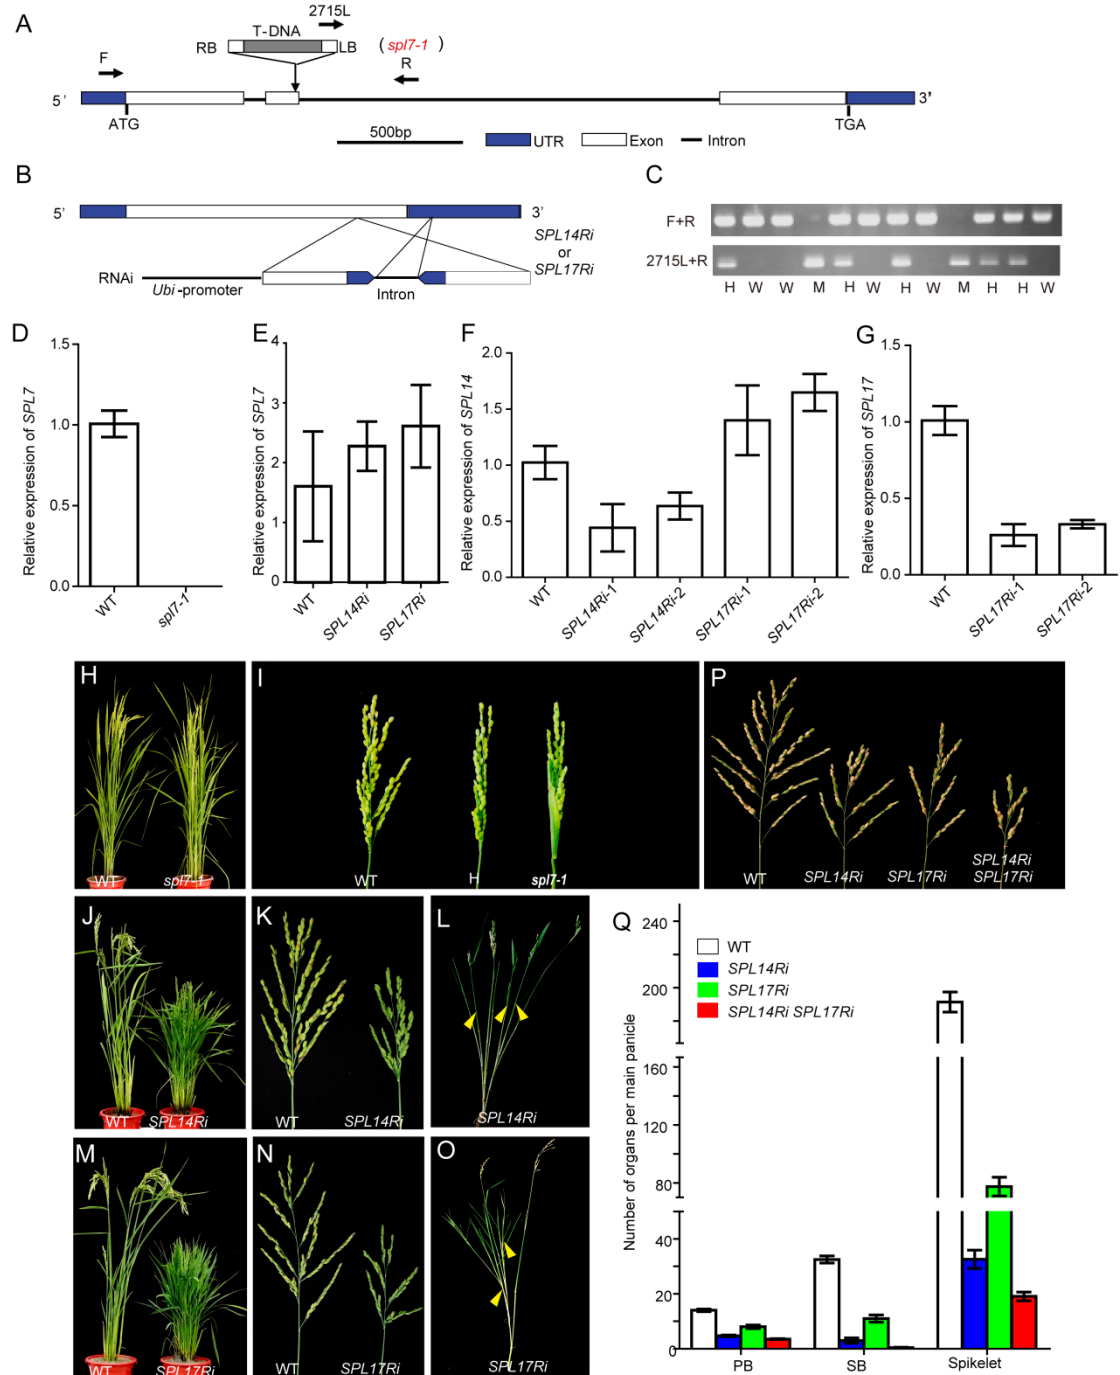 A
2715L
T-DNA
RB
LB
(spl7-1)
F
R
5'
3'
ATG
TGA
500bp
UTR
Exon
Intron
B
5'
3'
SPL14Ri
or
SPL17Ri
RNAi
Ubi-promoter
Intron
C
F+R
2715L+R
H W W M H W H W M H H W
D
Relative expression of SPL7
1.5
1.0
0.5
0.0
WT
spl7-1
E
Relative expression of SPL7
4
3
2
1
0
WT
SPL14Ri
SPL17Ri
F
Relative expression of SPL14
2.0
1.5
1.0
0.5
0.0
WT
SPL14Ri-1
SPL14Ri-2
SPL17Ri-1
SPL17Ri-2
G
Relative expression of SPL17
1.5
1.0
0.5
0.0
WT
SPL17Ri-1
SPL17Ri-2
H
WT
spl7-1
I
WT
H
spl7-1
P
WT
SPL14Ri
SPL17Ri
SPL14Ri
SPL17Ri
J
WT
SPL14Ri
K
WT
SPL14Ri
L
SPL14Ri
M
WT
SPL17Ri
N
WT
SPL17Ri
O
SPL17Ri
Q
WT
SPL14Ri
SPL17Ri
SPL14Ri SPL17Ri
Number of organs per main panicle
240
200
160
120
80
40
20
0
PB
SB
Spikelet